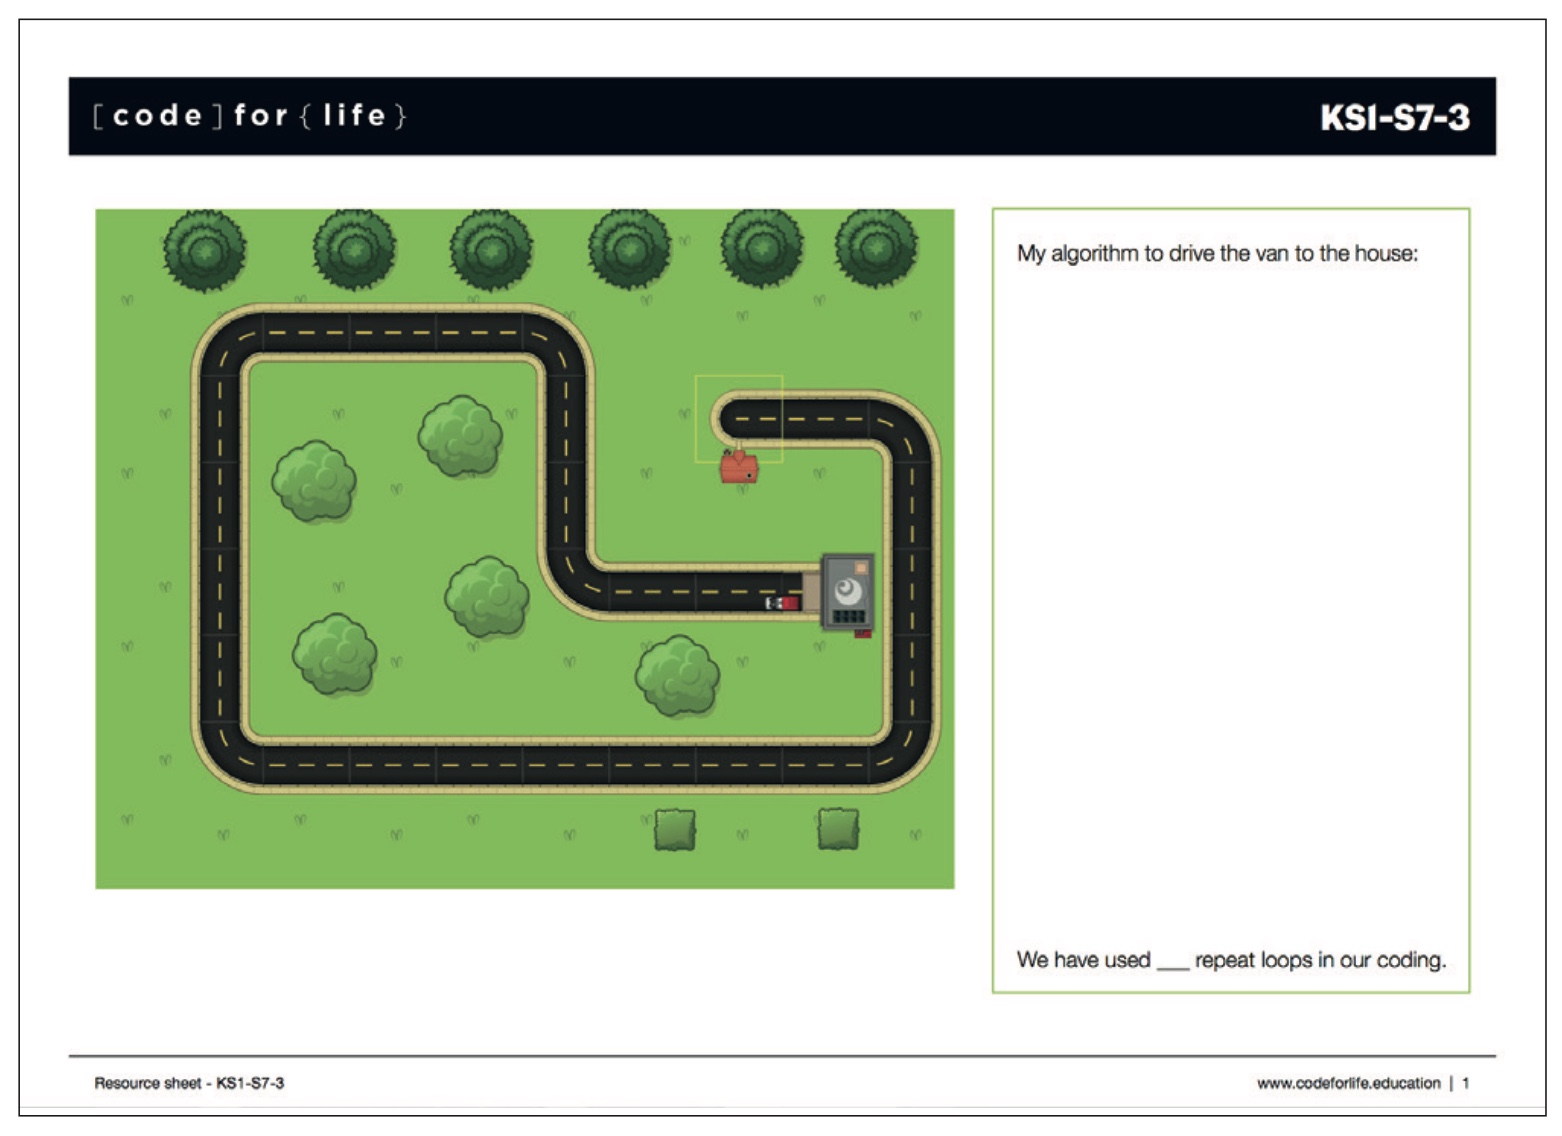 [code]for{life}
KS1-S7-3
My algorithm to drive the van to the house:
We have used ___ repeat loops in our coding.
Resource sheet - KS1-S7-3
www.codeforlife.education | 1